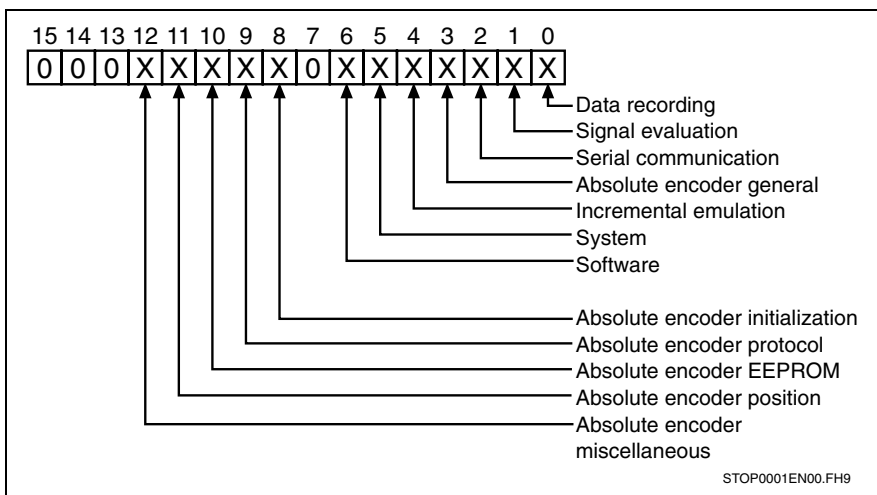 15 14 13 12 11 10 9 8 7 6 5 4 3 2 1 0
0 0 0 X X X X X 0 X X X X X X X
Data recording
Signal evaluation
Serial communication
Absolute encoder general
Incremental emulation
System
Software
Absolute encoder initialization
Absolute encoder protocol
Absolute encoder EEPROM
Absolute encoder position
Absolute encoder
miscellaneous
STOP0001EN00.FH9